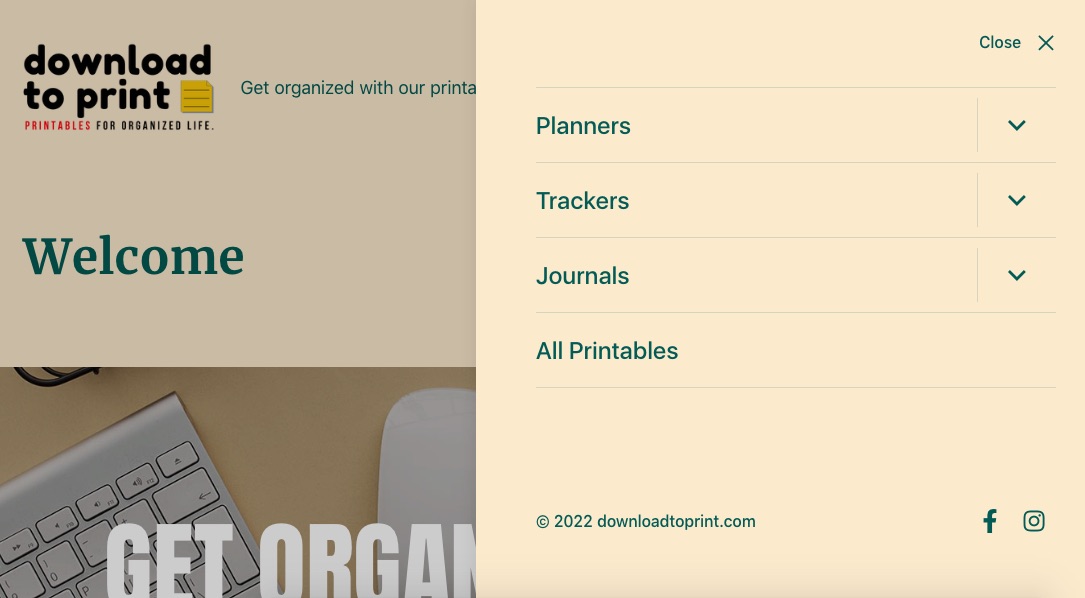 download
to print
PRINTABLES FOR ORGANIZED LIFE.
Get organized with our printa
Welcome
GET ORGAN
Close
Planners
Trackers
Journals
All Printables
© 2022 downloadtoprint.com